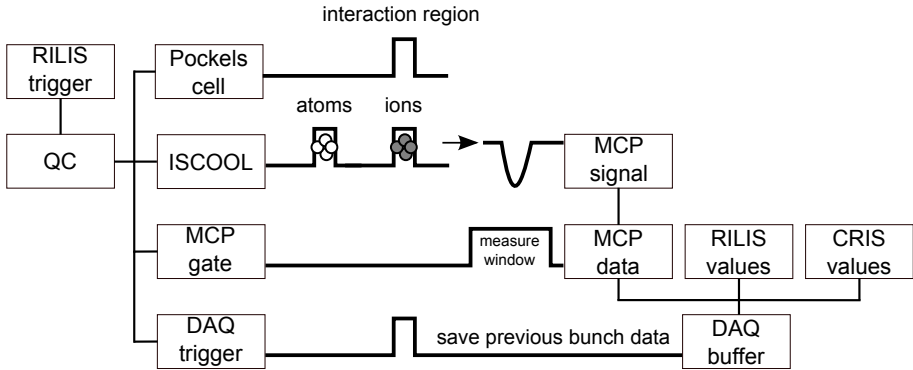 interaction region
RILIS
trigger
Pockels
cell
atoms
ions
QC
ISCOOL
MCP
signal
MCP
gate
measure
window
MCP
data
RILIS
values
CRIS
values
DAQ
trigger
save previous bunch data
DAQ
buffer